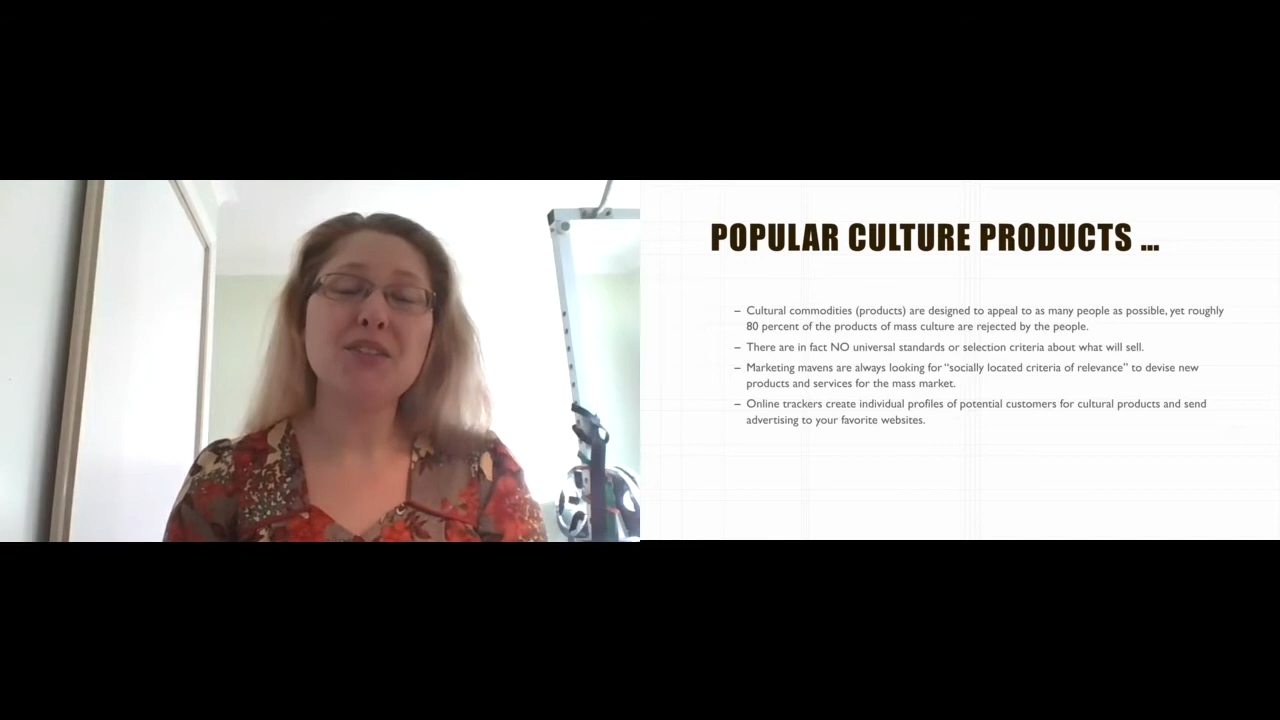 POPULAR CULTURE PRODUCTS ...
– Cultural commodities (products) are designed to appeal to as many people as possible, yet roughly
80 percent of the products of mass culture are rejected by the people.
– There are in fact NO universal standards or selection criteria about what will sell.
– Marketing mavens are always looking for “socially located criteria of relevance” to devise new
products and services for the mass market.
– Online trackers create individual profiles of potential customers for cultural products and send
advertising to your favorite websites.